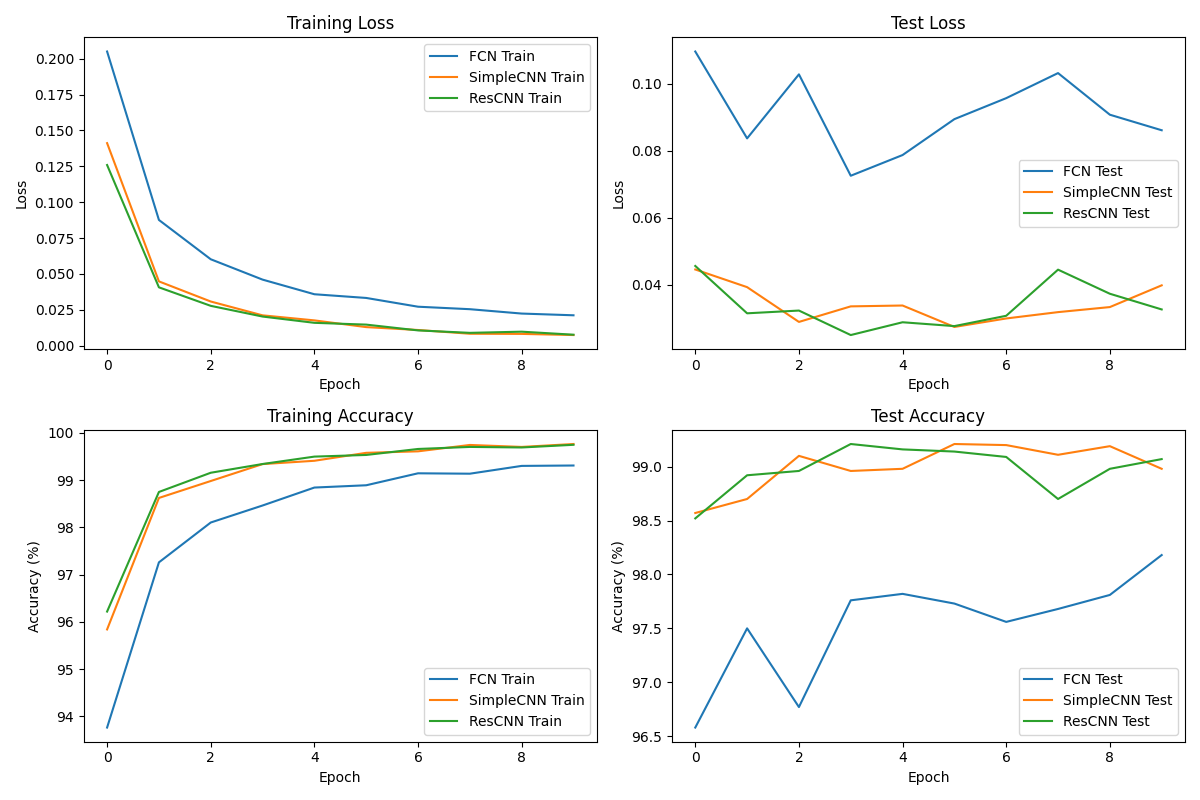 Training Loss
Loss
0.200
0.175
0.150
0.125
0.100
0.075
0.050
0.025
0.000
0 2 4 6 8
Epoch
FCN Train
SimpleCNN Train
ResCNN Train
Test Loss
Loss
0.10
0.08
0.06
0.04
0 2 4 6 8
Epoch
FCN Test
SimpleCNN Test
ResCNN Test
Training Accuracy
Accuracy (%)
100
99
98
97
96
95
94
0 2 4 6 8
Epoch
FCN Train
SimpleCNN Train
ResCNN Train
Test Accuracy
Accuracy (%)
99.0
98.5
98.0
97.5
97.0
96.5
0 2 4 6 8
Epoch
FCN Test
SimpleCNN Test
ResCNN Test